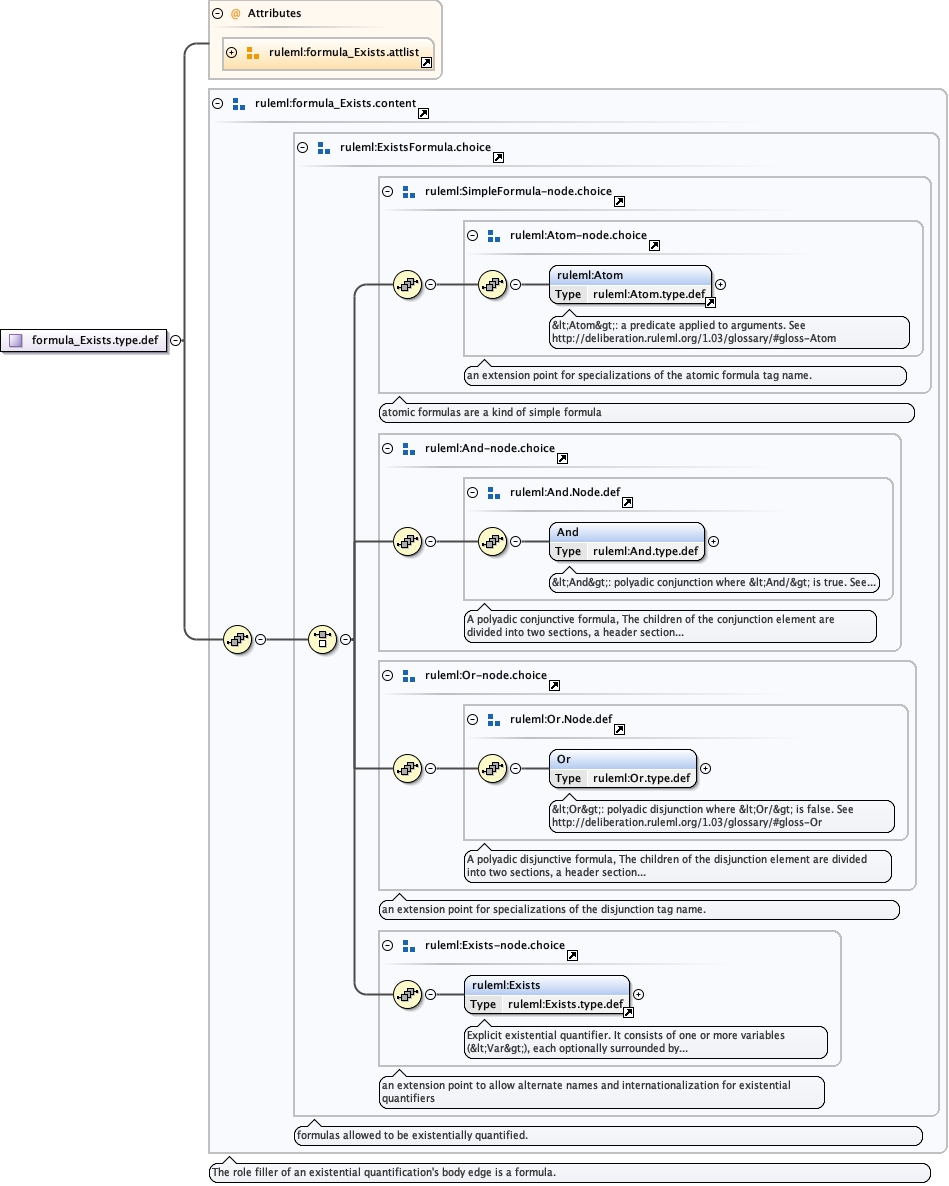 @ Attributes
ruleml:formula_Exists.attlist
ruleml:formula_Exists.content
ruleml:ExistsFormula.choice
ruleml:SimpleFormula-node.choice
ruleml:Atom-node.choice
ruleml:Atom
Type ruleml:Atom.type.def
&lt;Atom&gt;: a predicate applied to arguments. See
http://deliberation.ruleml.org/1.03/glossary/#gloss-Atom
an extension point for specializations of the atomic formula tag name.
atomic formulas are a kind of simple formula
formula_Exists.type.def
ruleml:And-node.choice
ruleml:And.Node.def
And
Type ruleml:And.type.def
&lt;And&gt;: polyadic conjunction where &lt;And/&gt; is true. See...
A polyadic conjunctive formula, The children of the conjunction element are
divided into two sections, a header section...
ruleml:Or-node.choice
ruleml:Or.Node.def
Or
Type ruleml:Or.type.def
&lt;Or&gt;: polyadic disjunction where &lt;Or/&gt; is false. See
http://deliberation.ruleml.org/1.03/glossary/#gloss-Or
A polyadic disjunctive formula, The children of the disjunction element are divided
into two sections, a header section...
an extension point for specializations of the disjunction tag name.
ruleml:Exists-node.choice
ruleml:Exists
Type ruleml:Exists.type.def
Explicit existential quantifier. It consists of one or more variables
(&lt;Var&gt;), each optionally surrounded by...
an extension point to allow alternate names and internationalization for existential
quantifiers
formulas allowed to be existentially quantified.
The role filler of an existential quantification's body edge is a formula.